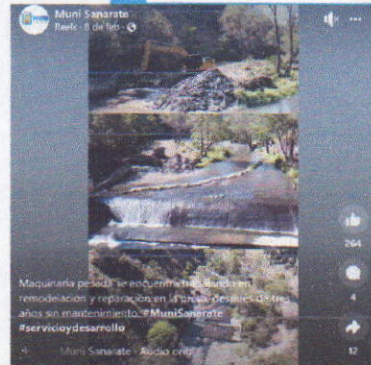 Muni Sanarate
Reels · 8 de feb ·
264
Maquinaria pesada se encuentra trabajando en
remodelación y reparación en la presa, después de tres
años sin mantenimiento. #MuniSanarate
#servicioydesarrollo
4
Muni Sanarate · Audio orig
12